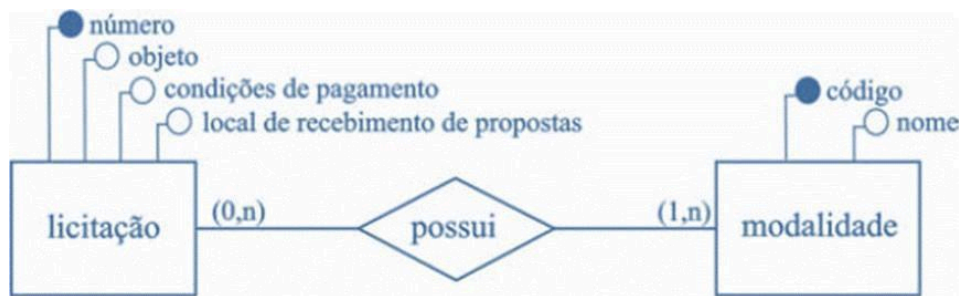 número
objeto
condições de pagamento
local de recebimento de propostas
código
nome
licitação
(0,n)
possui
(1,n)
modalidade